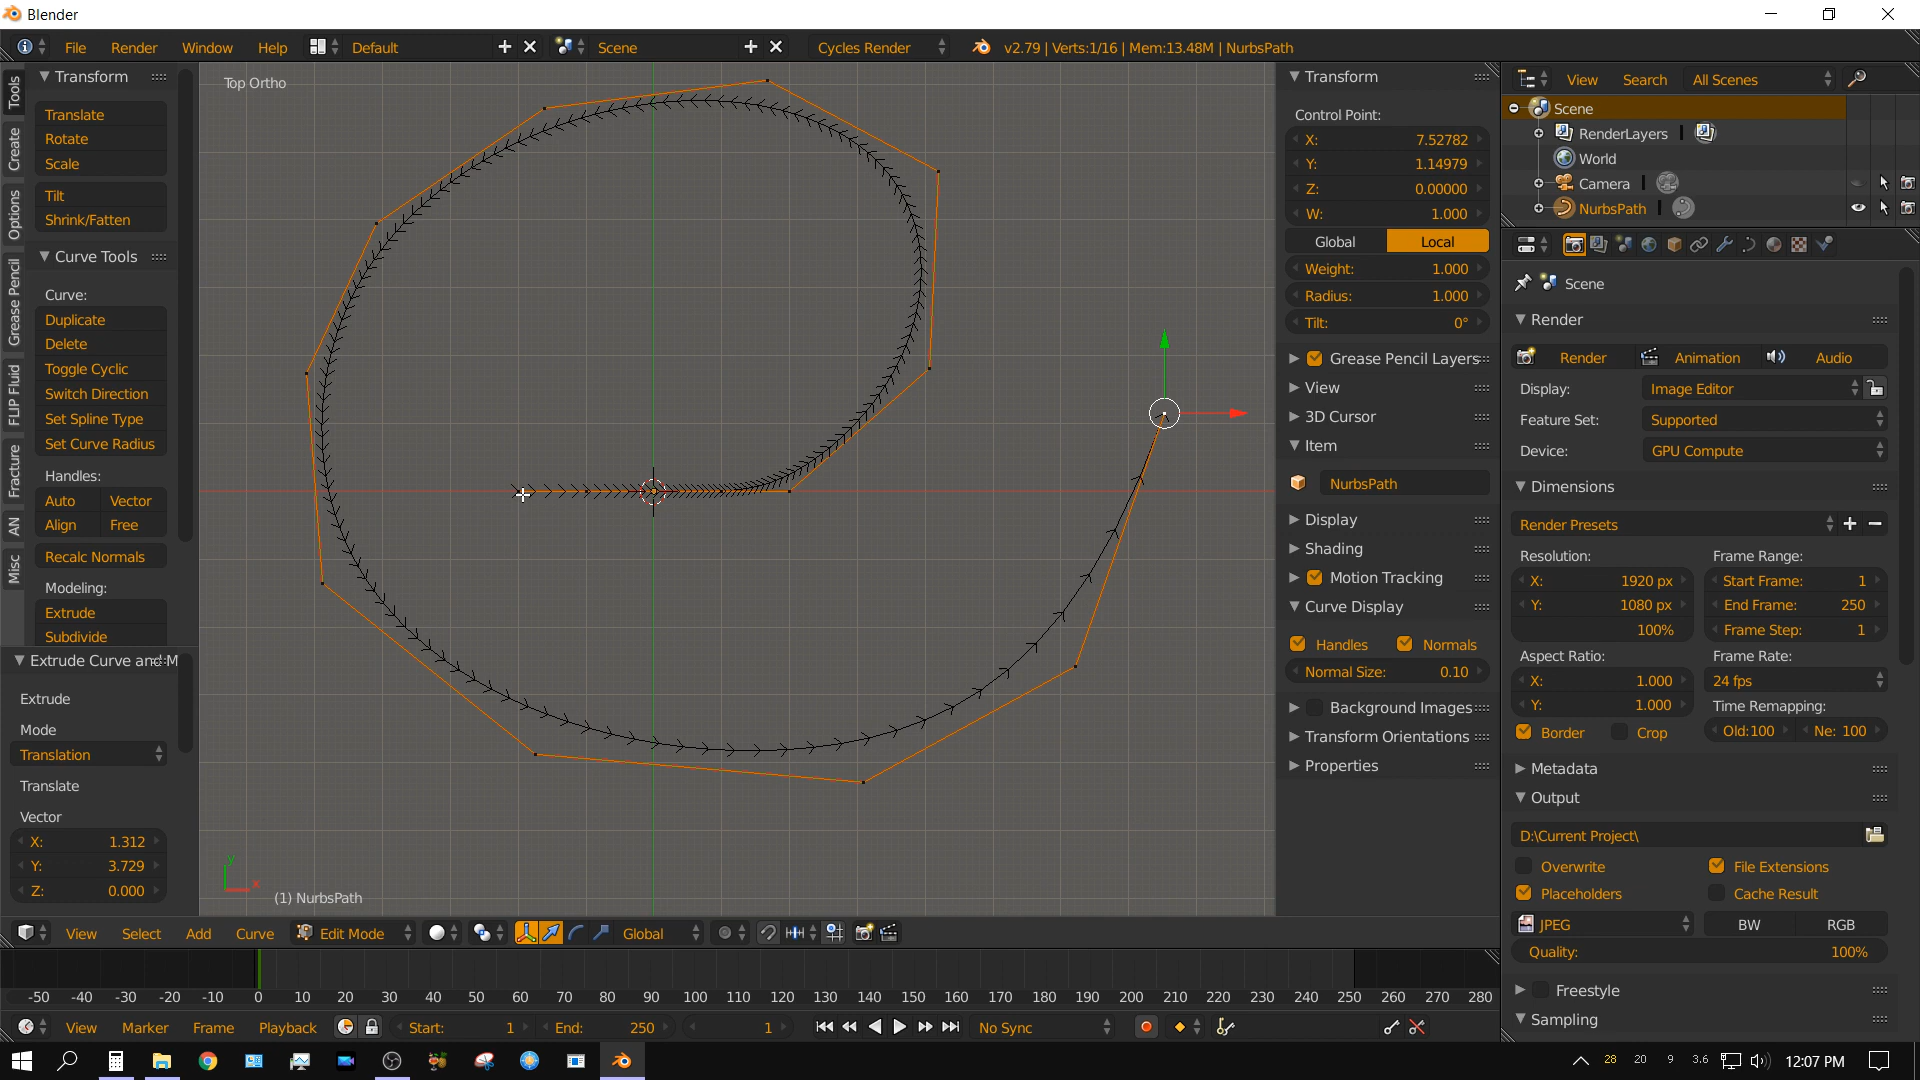 Blender
File Render Window Help Default Scene Cycles Render v2.79 | Verts:1/16 | Mem:13.48M | NurbsPath
Tools
Create
Options
Grease Pencil
FLIP Fluid
Fracture
AN
Misc
Transform
Translate
Rotate
Scale
Tilt
Shrink/Fatten
Curve Tools
Curve:
Duplicate
Delete
Toggle Cyclic
Switch Direction
Set Spline Type
Set Curve Radius
Handles:
Auto Vector
Align Free
Recalc Normals
Modeling:
Extrude
Subdivide
Extrude Curve and M
Extrude
Mode
Translation
Translate
Vector
X: 1.312
Y: 3.729
Z: 0.000
Top Ortho
y
x
(1) NurbsPath
Transform
Control Point:
X: 7.52782
Y: 1.14979
Z: 0.00000
W: 1.000
Global Local
Weight: 1.000
Radius: 1.000
Tilt: 0°
Grease Pencil Layers
View
3D Cursor
Item
NurbsPath
Display
Shading
Motion Tracking
Curve Display
Handles Normals
Normal Size: 0.10
Background Images
Transform Orientations
Properties
View Search All Scenes
Scene
RenderLayers
World
Camera
NurbsPath
Scene
Render
Render Animation Audio
Display: Image Editor
Feature Set: Supported
Device: GPU Compute
Dimensions
Render Presets
Resolution: Frame Range:
X: 1920 px Start Frame: 1
Y: 1080 px End Frame: 250
100% Frame Step: 1
Aspect Ratio: Frame Rate:
X: 1.000 24 fps
Y: 1.000 Time Remapping:
Border Crop Old:100 Ne: 100
Metadata
Output
D:\Current Project\
Overwrite File Extensions
Placeholders Cache Result
JPEG BW RGB
Quality: 100%
Freestyle
Sampling
View Select Add Curve Edit Mode Global
-50 -40 -30 -20 -10 0 10 20 30 40 50 60 70 80 90 100 110 120 130 140 150 160 170 180 190 200 210 220 230 240 250 260 270 280
View Marker Frame Playback Start: 1 End: 250 1 No Sync
28 20 9 3.6 12:07 PM